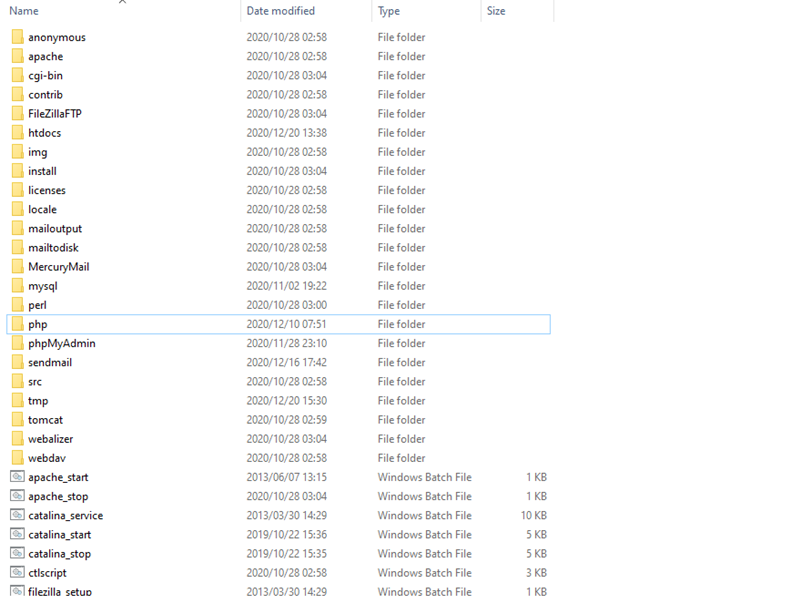 Name Date modified Type Size
anonymous 2020/10/28 02:58 File folder
apache 2020/10/28 02:58 File folder
cgi-bin 2020/10/28 03:04 File folder
contrib 2020/10/28 02:58 File folder
FileZillaFTP 2020/10/28 03:04 File folder
htdocs 2020/12/20 13:38 File folder
img 2020/10/28 02:58 File folder
install 2020/10/28 03:04 File folder
licenses 2020/10/28 02:58 File folder
locale 2020/10/28 02:58 File folder
mailoutput 2020/10/28 02:58 File folder
mailtodisk 2020/10/28 02:58 File folder
MercuryMail 2020/10/28 03:04 File folder
mysql 2020/11/02 19:22 File folder
perl 2020/10/28 03:00 File folder
php 2020/12/10 07:51 File folder
phpMyAdmin 2020/11/28 23:10 File folder
sendmail 2020/12/16 17:42 File folder
src 2020/10/28 02:58 File folder
tmp 2020/12/20 15:30 File folder
tomcat 2020/10/28 02:59 File folder
webalizer 2020/10/28 03:04 File folder
webdav 2020/10/28 02:58 File folder
apache_start 2013/06/07 13:15 Windows Batch File 1 KB
apache_stop 2020/10/28 03:04 Windows Batch File 1 KB
catalina_service 2013/03/30 14:29 Windows Batch File 10 KB
catalina_start 2019/10/22 15:36 Windows Batch File 5 KB
catalina_stop 2019/10/22 15:35 Windows Batch File 5 KB
ctlscript 2020/10/28 02:58 Windows Batch File 3 KB
filezilla_setup 2013/03/30 14:29 Windows Batch File 1 KB